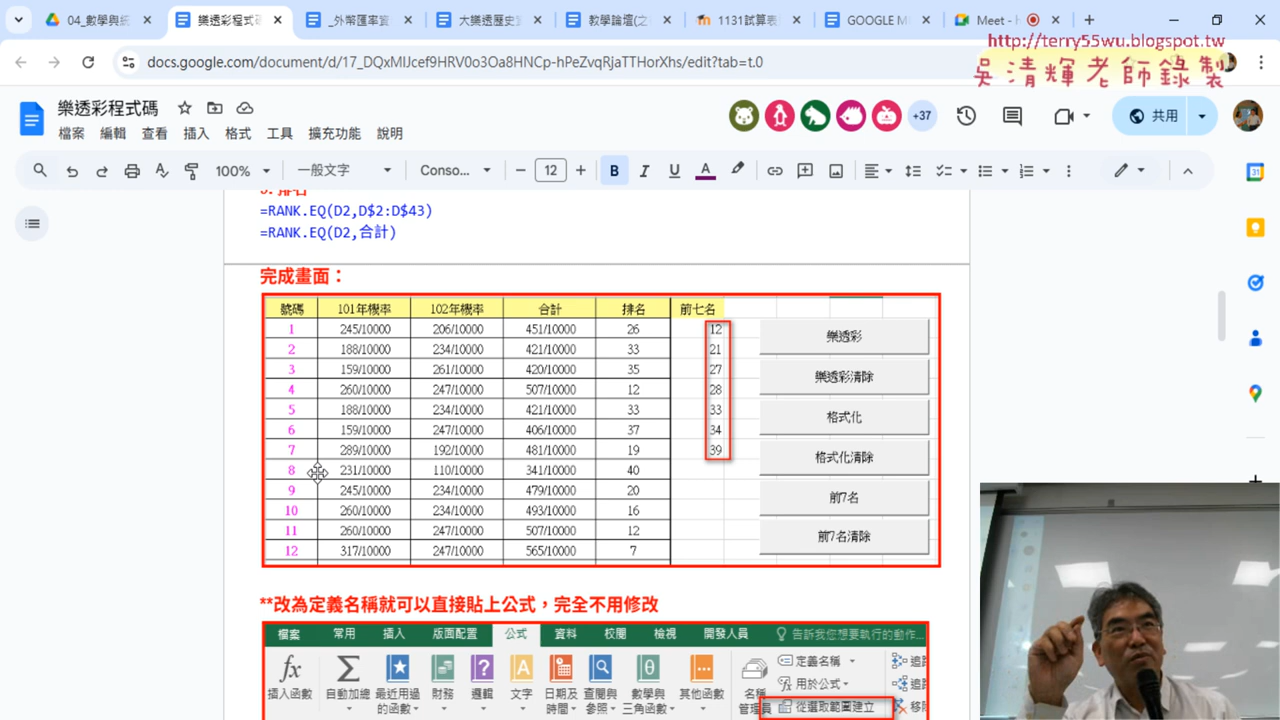 04_數學與統
樂透彩程式碼
_外幣匯率資
大樂透歷史
教學論壇(之
1131試算表
GOOGLE M
Meet -
http://terry55wu.blogspot.tw
docs.google.com/document/d/17_DQxMIJcef9HRV0o3Oa8HNCp-hPeZvqRjaTTHorXhs/edit?tab=t.0
吳清輝老師錄製
樂透彩程式碼
+37
共用
檔案 編輯 查看 插入 格式 工具 擴充功能 說明
100% 一般文字 Conso... 12 B I U A
=RANK.EQ(D2,D$2:D$43)
=RANK.EQ(D2,合計)
完成畫面：
號碼 101年機率 102年機率 合計 排名 前七名
1 245/10000 206/10000 451/10000 26 12 樂透彩
2 188/10000 234/10000 421/10000 33 21
3 159/10000 261/10000 420/10000 35 27 樂透彩清除
4 260/10000 247/10000 507/10000 12 28
5 188/10000 234/10000 421/10000 33 33 格式化
6 159/10000 247/10000 406/10000 37 34
7 289/10000 192/10000 481/10000 19 39 格式化清除
8 231/10000 110/10000 341/10000 40
9 245/10000 234/10000 479/10000 20 前7名
10 260/10000 234/10000 493/10000 16
11 260/10000 247/10000 507/10000 12 前7名清除
12 317/10000 247/10000 565/10000 7
**改為定義名稱就可以直接貼上公式，完全不用修改
檔案 常用 插入 版面配置 公式 資料 校閱 檢視 開發人員 告訴我您想要執行的動作...
插入函數 自動加總 最近用過的函數 財務 邏輯 文字 日期及時間 查閱與參照 數學與三角函數 其他函數 名稱管理員
定義名稱
用於公式
從選取範圍建立